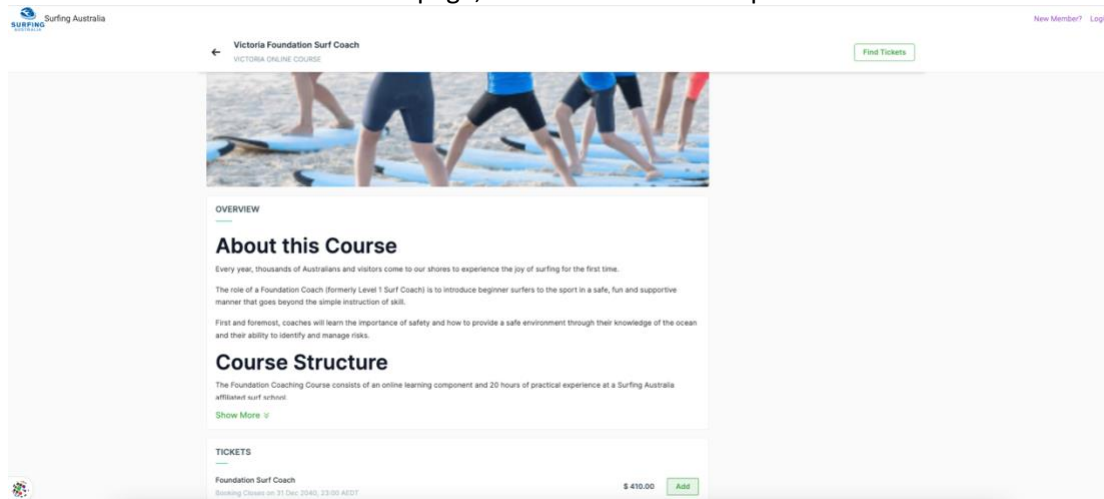 page,
SURFING
AUSTRALIA
Surfing Australia
New Member? Logi
Victoria Foundation Surf Coach
VICTORIA ONLINE COURSE
Find Tickets
OVERVIEW
About this Course
Every year, thousands of Australians and visitors come to our shores to experience the joy of surfing for the first time.
The role of a Foundation Coach (formerly Level 1 Surf Coach) is to introduce beginner surfers to the sport in a safe, fun and supportive
manner that goes beyond the simple instruction of skill.
First and foremost, coaches will learn the importance of safety and how to provide a safe environment through their knowledge of the ocean
and their ability to identify and manage risks.
Course Structure
The Foundation Coaching Course consists of an online learning component and 20 hours of practical experience at a Surfing Australia
affiliated surf school.
Show More
TICKETS
Foundation Surf Coach
$ 410.00
Add
Booking Closes on 31 Dec 2040, 23:00 AEDT